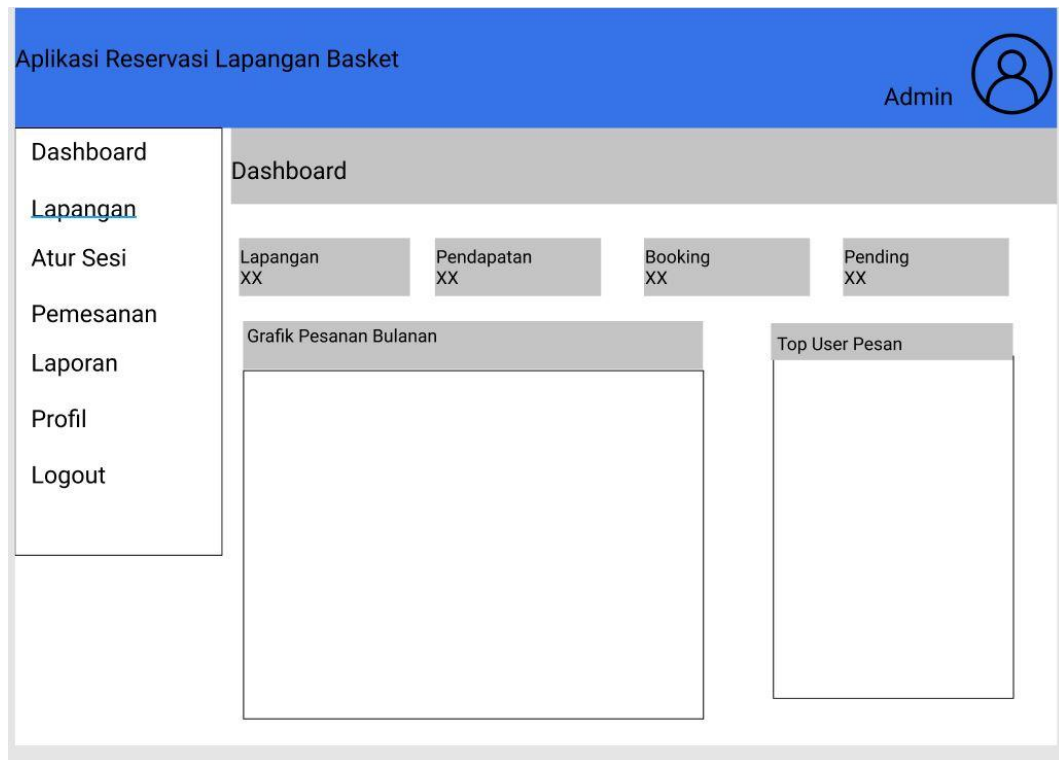 Aplikasi Reservasi Lapangan Basket
Admin
Dashboard
Lapangan
Atur Sesi
Pemesanan
Laporan
Profil
Logout
Dashboard
Lapangan
XX
Pendapatan
XX
Booking
XX
Pending
XX
Grafik Pesanan Bulanan
Top User Pesan